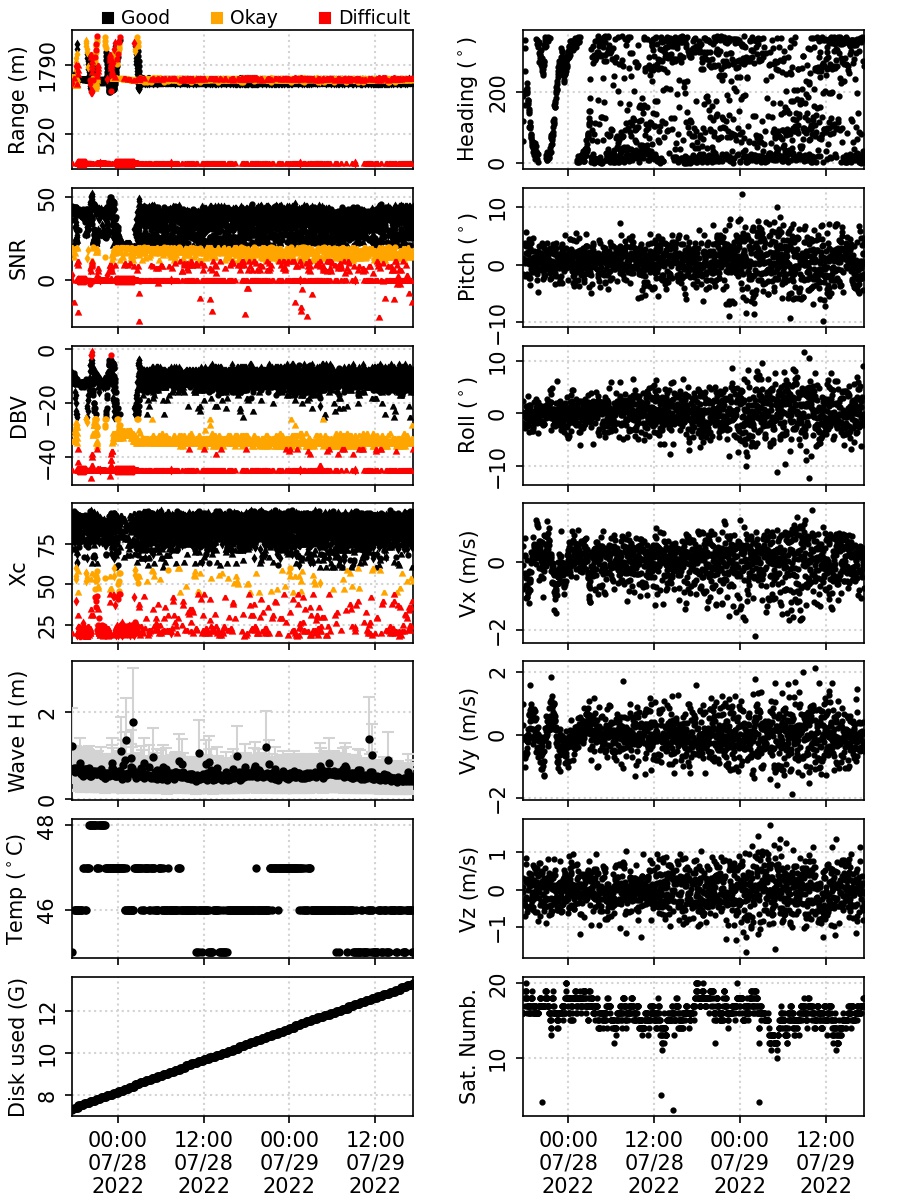 Good Okay Difficult
Range (m)
1790
520
Heading (°)
200
0
SNR
50
0
Pitch (°)
10
0
−10
DBV
0
−20
−40
Roll (°)
10
0
−10
Xc
75
50
25
Vx (m/s)
0
−2
Wave H (m)
2
0
Vy (m/s)
2
0
−2
Temp (°C)
48
46
Vz (m/s)
1
0
−1
Disk used (G)
12
10
8
Sat. Numb.
20
10
00:00 12:00 00:00 12:00
07/28 07/28 07/29 07/29
2022 2022 2022 2022
00:00 12:00 00:00 12:00
07/28 07/28 07/29 07/29
2022 2022 2022 2022